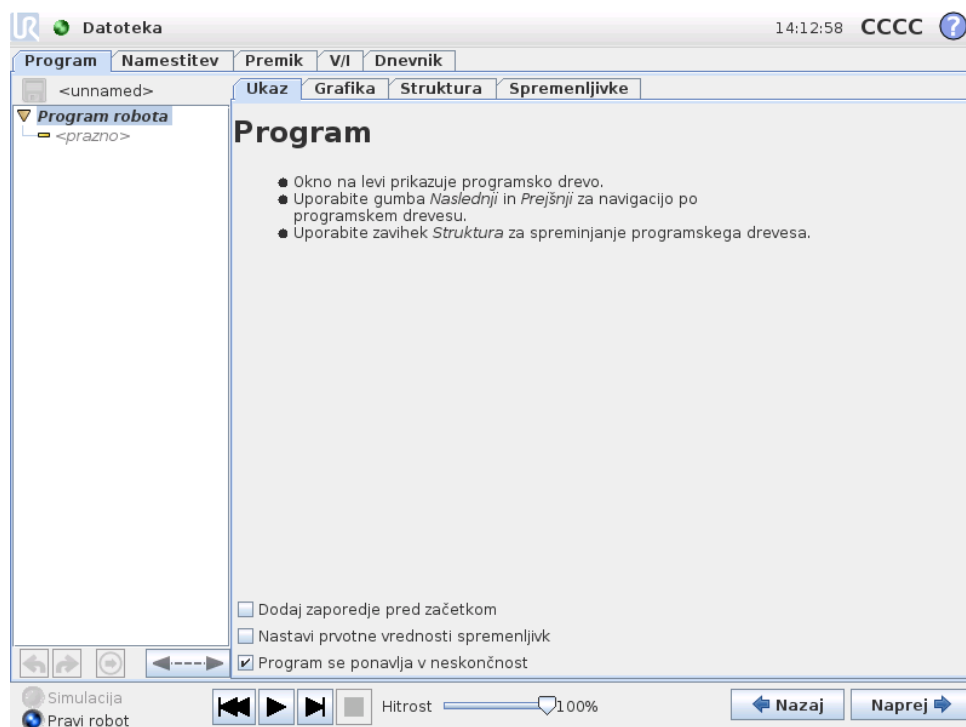 UR Datoteka 14:12:58 CCCC ?
Program Namestitev Premik V/I Dnevnik
<unnamed>
Ukaz Grafika Struktura Spremenljivke
Program robota
<prazno>
Program
Okno na levi prikazuje programsko drevo.
Uporabite gumba Naslednji in Prejšnji za navigacijo po
programskem drevesu.
Uporabite zavihek Struktura za spreminjanje programskega drevesa.
Dodaj zaporedje pred začetkom
Nastavi prvotne vrednosti spremenljivk
Program se ponavlja v neskončnost
Simulacija
Pravi robot
Hitrost 100%
Nazaj Naprej